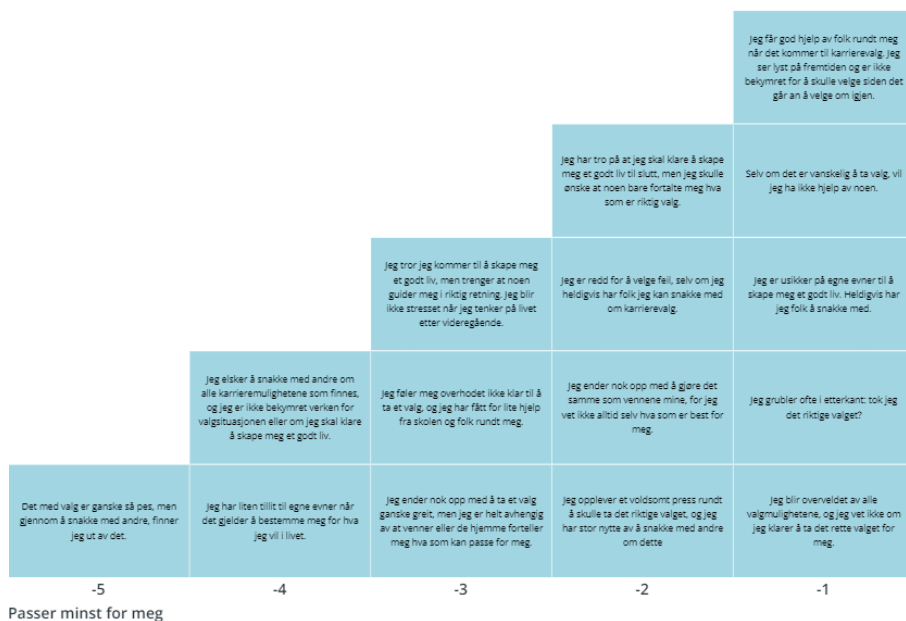 Jeg får god hjelp av folk rundt meg
når det kommer til karrierevalg. Jeg
ser lyst på fremtiden og er ikke
bekymret for å skulle velge siden det
går an å velge om igjen.
Jeg har tro på at jeg skal klare å skape
meg et godt liv til slutt, men jeg skulle
ønske at noen bare fortalte meg hva
som er riktig valg.
Selv om det er vanskelig å ta valg, vil
jeg ha ikke hjelp av noen.
Jeg tror jeg kommer til å skape meg
et godt liv, men trenger at noen
guider meg i riktig retning. Jeg blir
ikke stresset når jeg tenker på livet
etter videregående.
Jeg er redd for å velge feil, selv om jeg
heldigvis har folk jeg kan snakke med
om karrierevalg.
Jeg er usikker på egne evner til å
skape meg et godt liv. Heldigvis har
jeg folk å snakke med.
Jeg elsker å snakke med andre om
alle karrieremulighetene som finnes,
og jeg er ikke bekymret verken for
valgsituasjonen eller om jeg skal klare
å skape meg et godt liv.
Jeg føler meg overhodet ikke klar til å
ta et valg, og jeg har fått for lite hjelp
fra skolen og folk rundt meg.
Jeg ender nok opp med å gjøre det
samme som vennene mine, for jeg
vet ikke alltid selv hva som er best for
meg.
Jeg grubler ofte i etterkant: tok jeg
det riktige valget?
Det med valg er ganske så pes, men
gjennom å snakke med andre, finner
jeg ut av det.
Jeg har liten tillit til egne evner når
det gjelder å bestemme meg for hva
jeg vil i livet.
Jeg ender nok opp med å ta et valg
ganske greit, men jeg er helt avhengig
av at venner eller de hjemme forteller
meg hva som kan passe for meg.
Jeg opplever et voldsomt press rundt
å skulle ta det riktige valget, og jeg
har stor nytte av å snakke med andre
om dette
Jeg blir overveldet av alle
valgmulighetene, og jeg vet ikke om
jeg klarer å ta det rette valget for
meg.
-5
-4
-3
-2
-1
Passer minst for meg